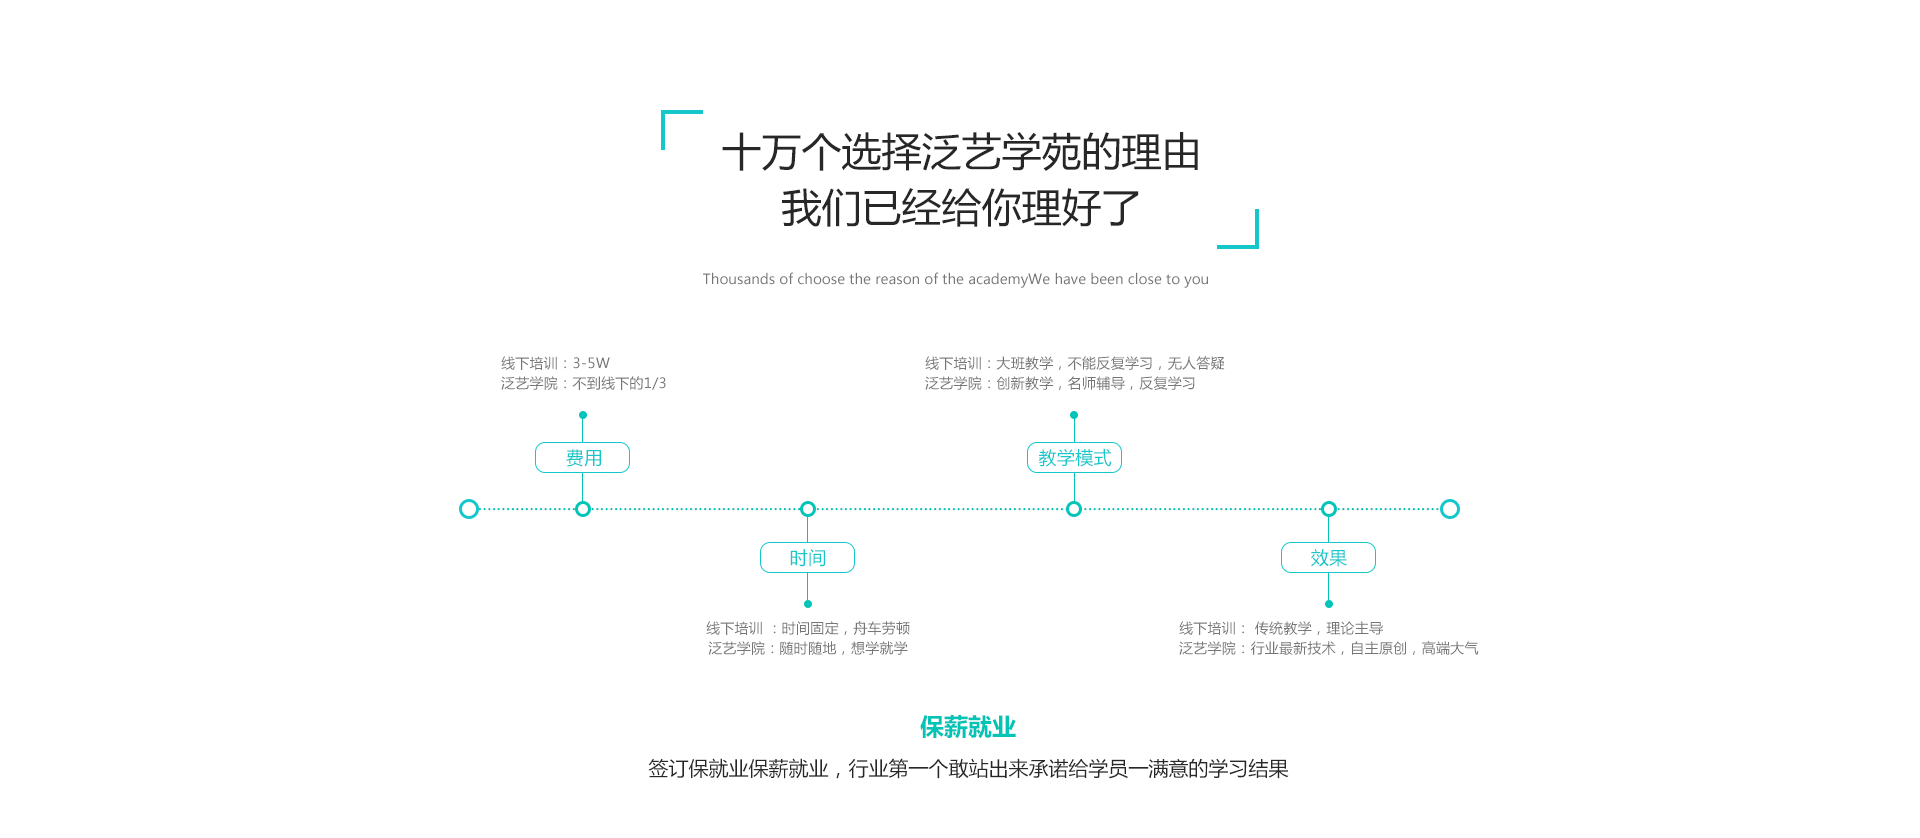 十万个选择泛艺学苑的理由
我们已经给你理好了
Thousands of choose the reason of the academyWe have been close to you
线下培训：3-5W
泛艺学院：不到线下的1/3
线下培训：大班教学，不能反复学习，无人答疑
泛艺学院：创新教学，名师辅导，反复学习
费用
教学模式
时间
效果
线下培训 ：时间固定，舟车劳顿
泛艺学院：随时随地，想学就学
线下培训： 传统教学，理论主导
泛艺学院：行业最新技术，自主原创，高端大气
保薪就业
签订保就业保薪就业，行业第一个敢站出来承诺给学员一满意的学习结果